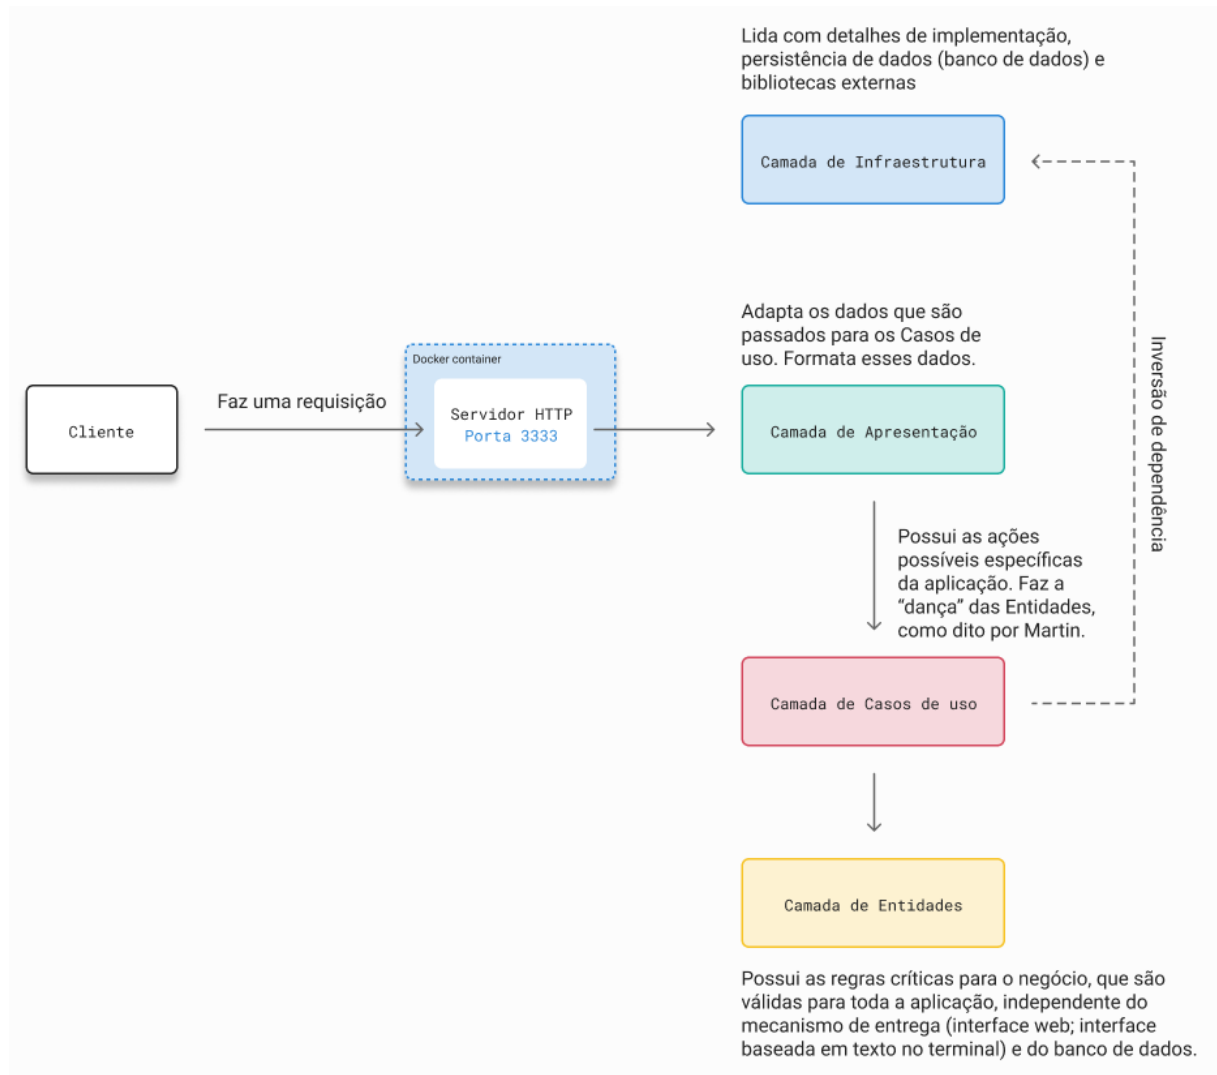 Lida com detalhes de implementação,
persistência de dados (banco de dados) e
bibliotecas externas
Camada de Infraestrutura
Adapta os dados que são
passados para os Casos de
uso. Formata esses dados.
Docker container
Cliente
Faz uma requisição
Servidor HTTP
Porta 3333
Camada de Apresentação
Inversão de dependência
Possui as ações
possíveis específicas
da aplicação. Faz a
“dança” das Entidades,
como dito por Martin.
Camada de Casos de uso
Camada de Entidades
Possui as regras críticas para o negócio, que são
válidas para toda a aplicação, independente do
mecanismo de entrega (interface web; interface
baseada em texto no terminal) e do banco de dados.